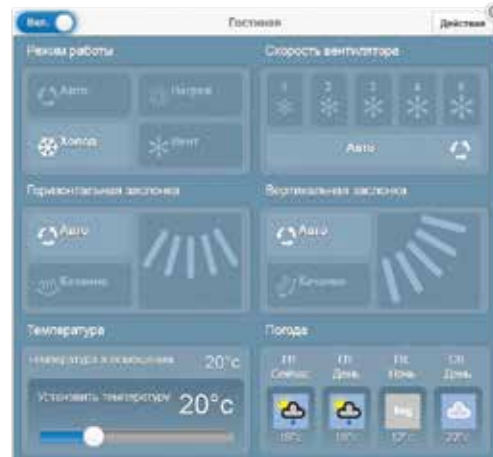 Вкл.
Гостиная
Действия
Режим работы
Авто
Нагрев
Холод
Вент
Скорость вентилятора
1 2 3 4 5
Авто
Горизонтальная заслонка
Авто
Качание
Вертикальная заслонка
Авто
Качание
Температура
температура в помещении 20°c
Установить температуру 20°c
Погода
Сейчас
День
Ночь
День